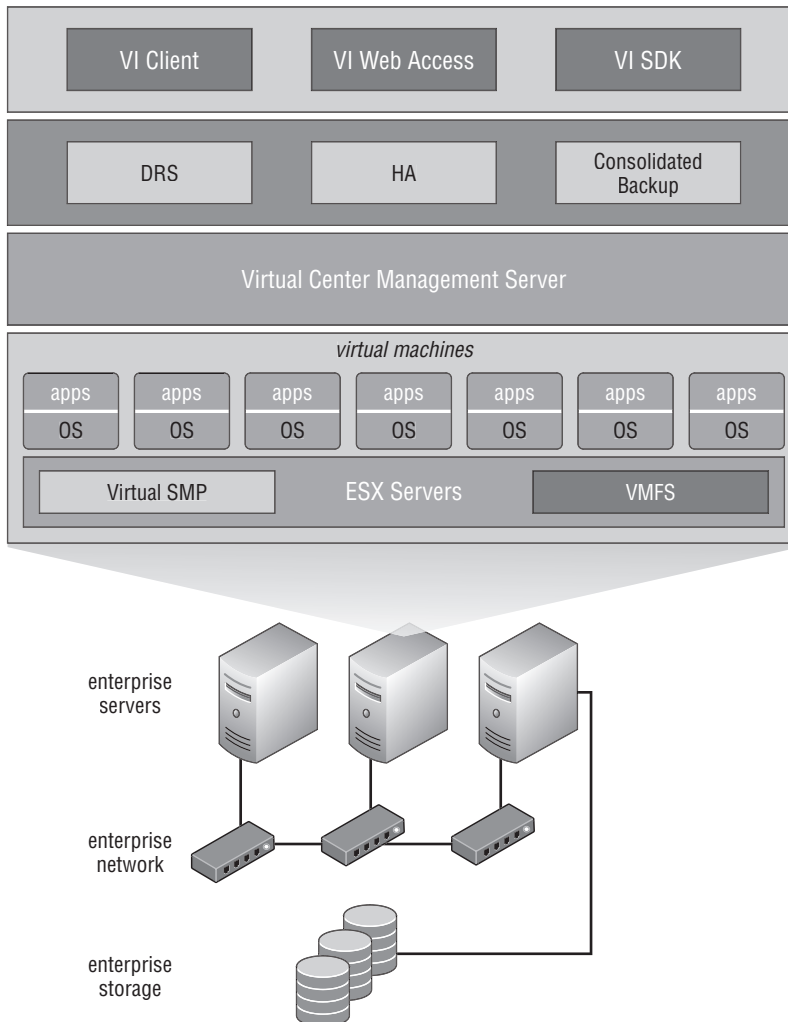 VI Client
VI Web Access
VI SDK
DRS
HA
Consolidated
Backup
Virtual Center Management Server
virtual machines
apps
apps
apps
apps
apps
apps
apps
OS
OS
OS
OS
OS
OS
OS
Virtual SMP
ESX Servers
VMFS
enterprise
servers
enterprise
network
enterprise
storage